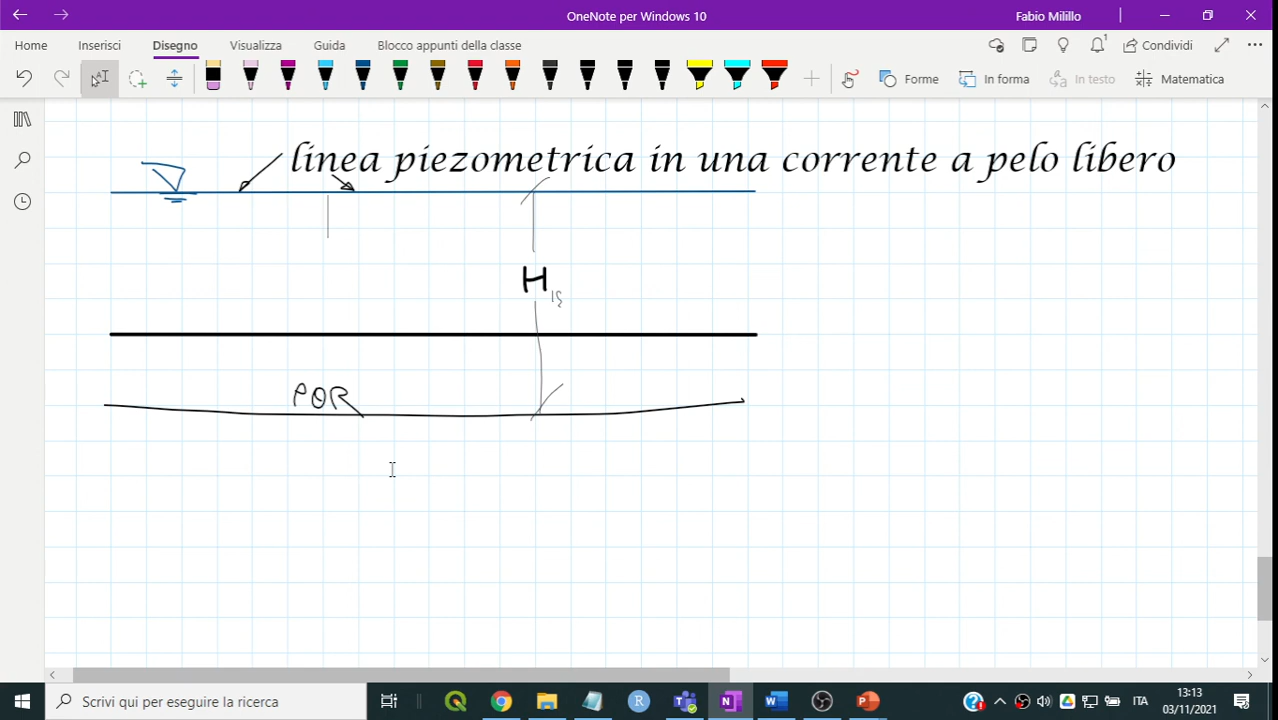 OneNote per Windows 10
Fabio Milillo
Home Inserisci Disegno Visualizza Guida Blocco appunti della classe
Condividi
Forme In forma In testo Matematica
linea piezometrica in una corrente a pelo libero
H
PQR
Scrivi qui per eseguire la ricerca
ITA
13:13
03/11/2021